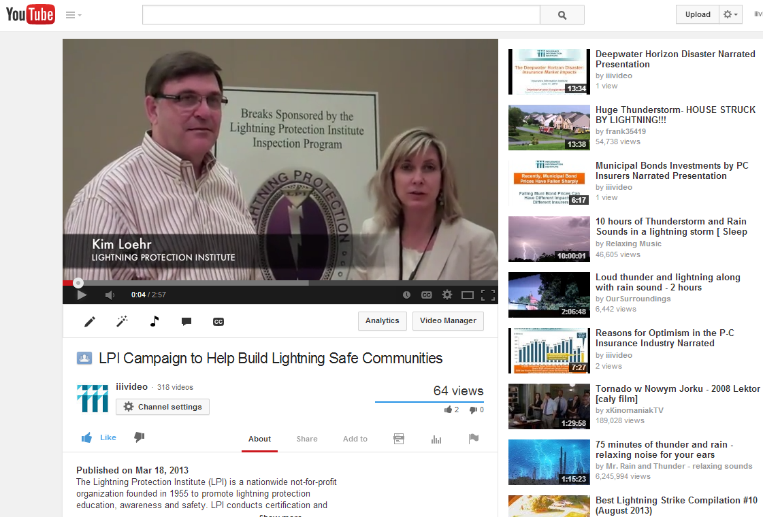 YouTube
Upload
Breaks Sponsored by the
Lightning Protection Institute
Inspection Program
LIGHTNING PROTECTION
LPI
Kim Loehr
LIGHTNING PROTECTION INSTITUTE
0:04 / 2:57
Analytics
Video Manager
LPI Campaign to Help Build Lightning Safe Communities
iiivideo · 318 videos
Channel settings
64 views
2 0
Like
About
Share
Add to
Published on Mar 18, 2013
The Lightning Protection Institute (LPI) is a nationwide not-for-profit
organization founded in 1955 to promote lightning protection
education, awareness and safety. LPI conducts certification and
13:34
Deepwater Horizon Disaster Narrated
Presentation
by iiivideo
1 view
13:38
Huge Thunderstorm- HOUSE STRUCK
BY LIGHTNING!!!
by frank35419
54,738 views
6:17
Municipal Bonds Investments by PC
Insurers Narrated Presentation
by iiivideo
1 view
10:00:01
10 hours of Thunderstorm and Rain
Sounds in a lightning storm [ Sleep
by Relaxing Music
46,605 views
2:06:48
Loud thunder and lightning along
with rain sound - 2 hours
by OurSurroundings
6,442 views
7:27
Reasons for Optimism in the P-C
Insurance Industry Narrated
by iiivideo
2 views
1:29:58
Tornado w Nowym Jorku - 2008 Lektor
[cały film]
by xKinomaniakTV
189,028 views
1:15:23
75 minutes of thunder and rain -
relaxing noise for your ears
by Mr. Rain and Thunder - relaxing sounds
6,245,994 views
Best Lightning Strike Compilation #10
(August 2013)